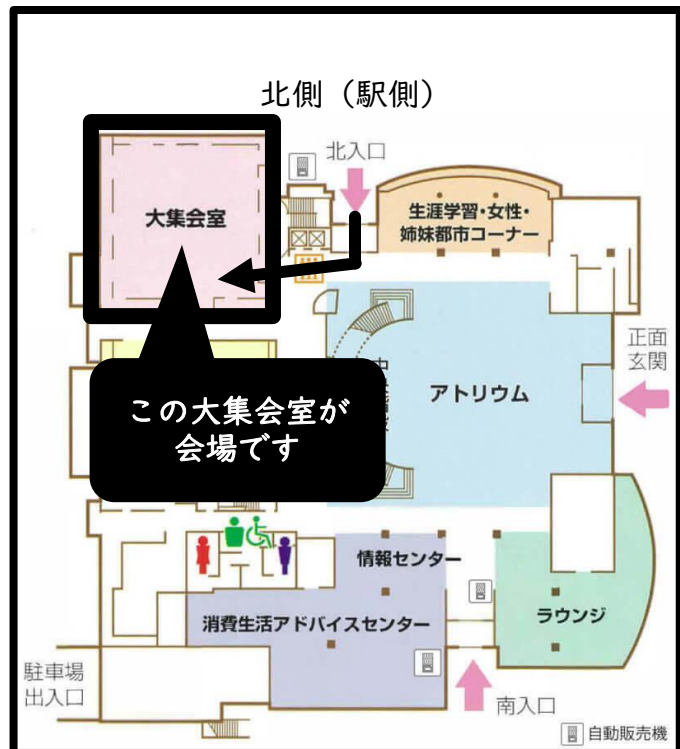 北側（駅側）
北入口
大集会室
生涯学習・女性・
姉妹都市コーナー
正面
玄関
アトリウム
この大集会室が
会場です
情報センター
消費生活アドバイスセンター
ラウンジ
駐車場
出入口
南入口
自動販売機